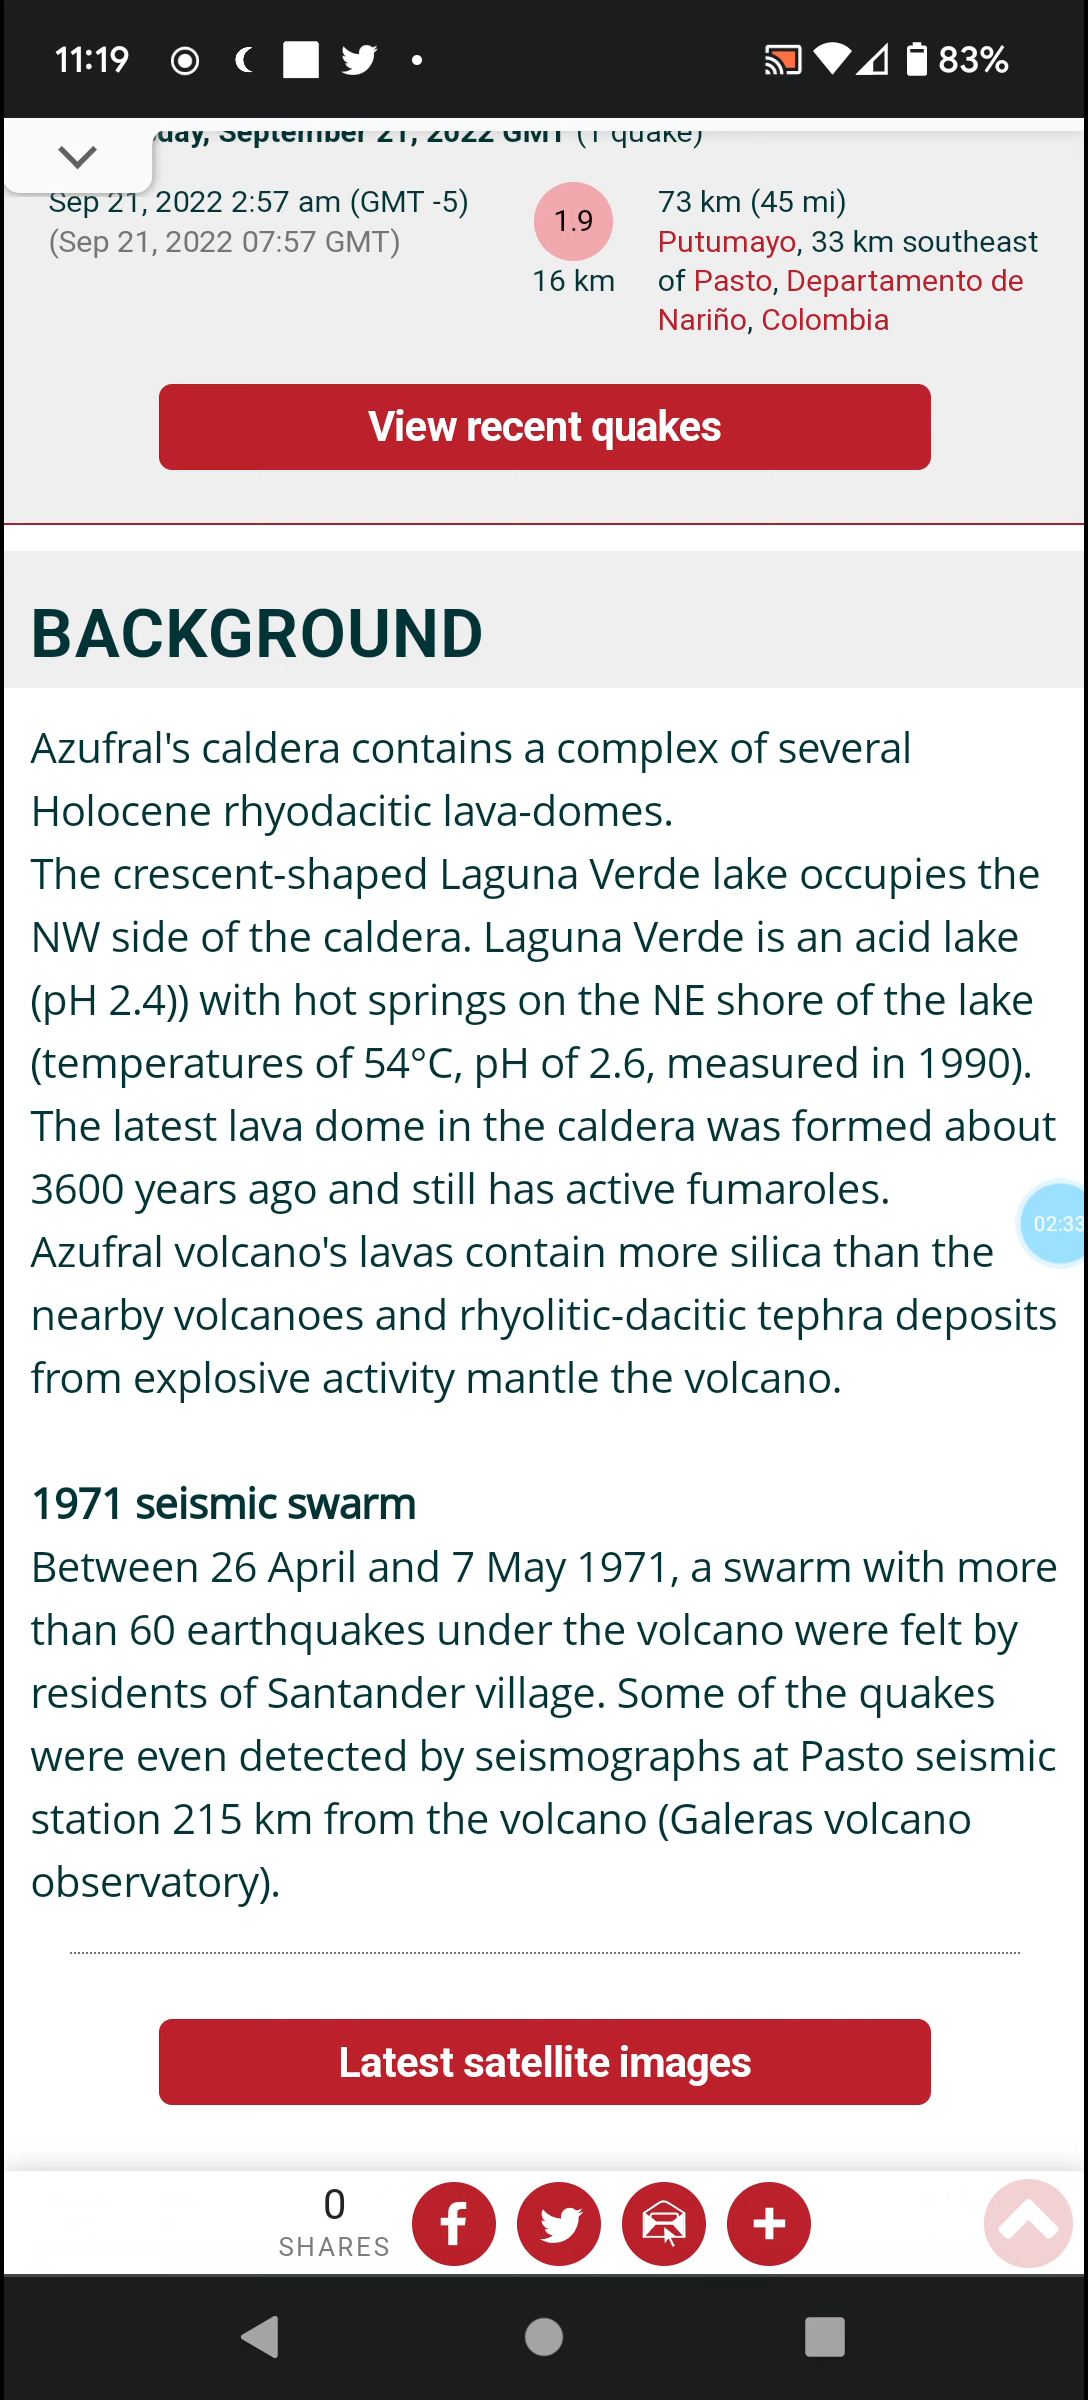 11:19
83%
day, September 21, 2022 GMT (1 quake)
Sep 21, 2022 2:57 am (GMT -5)
(Sep 21, 2022 07:57 GMT)
1.9
16 km
73 km (45 mi)
Putumayo, 33 km southeast
of Pasto, Departamento de
Nariño, Colombia
View recent quakes
BACKGROUND
Azufral's caldera contains a complex of several
Holocene rhyodacitic lava-domes.
The crescent-shaped Laguna Verde lake occupies the
NW side of the caldera. Laguna Verde is an acid lake
(pH 2.4)) with hot springs on the NE shore of the lake
(temperatures of 54°C, pH of 2.6, measured in 1990).
The latest lava dome in the caldera was formed about
3600 years ago and still has active fumaroles.
02:33
Azufral volcano's lavas contain more silica than the
nearby volcanoes and rhyolitic-dacitic tephra deposits
from explosive activity mantle the volcano.
1971 seismic swarm
Between 26 April and 7 May 1971, a swarm with more
than 60 earthquakes under the volcano were felt by
residents of Santander village. Some of the quakes
were even detected by seismographs at Pasto seismic
station 215 km from the volcano (Galeras volcano
observatory).
Latest satellite images
0
SHARES